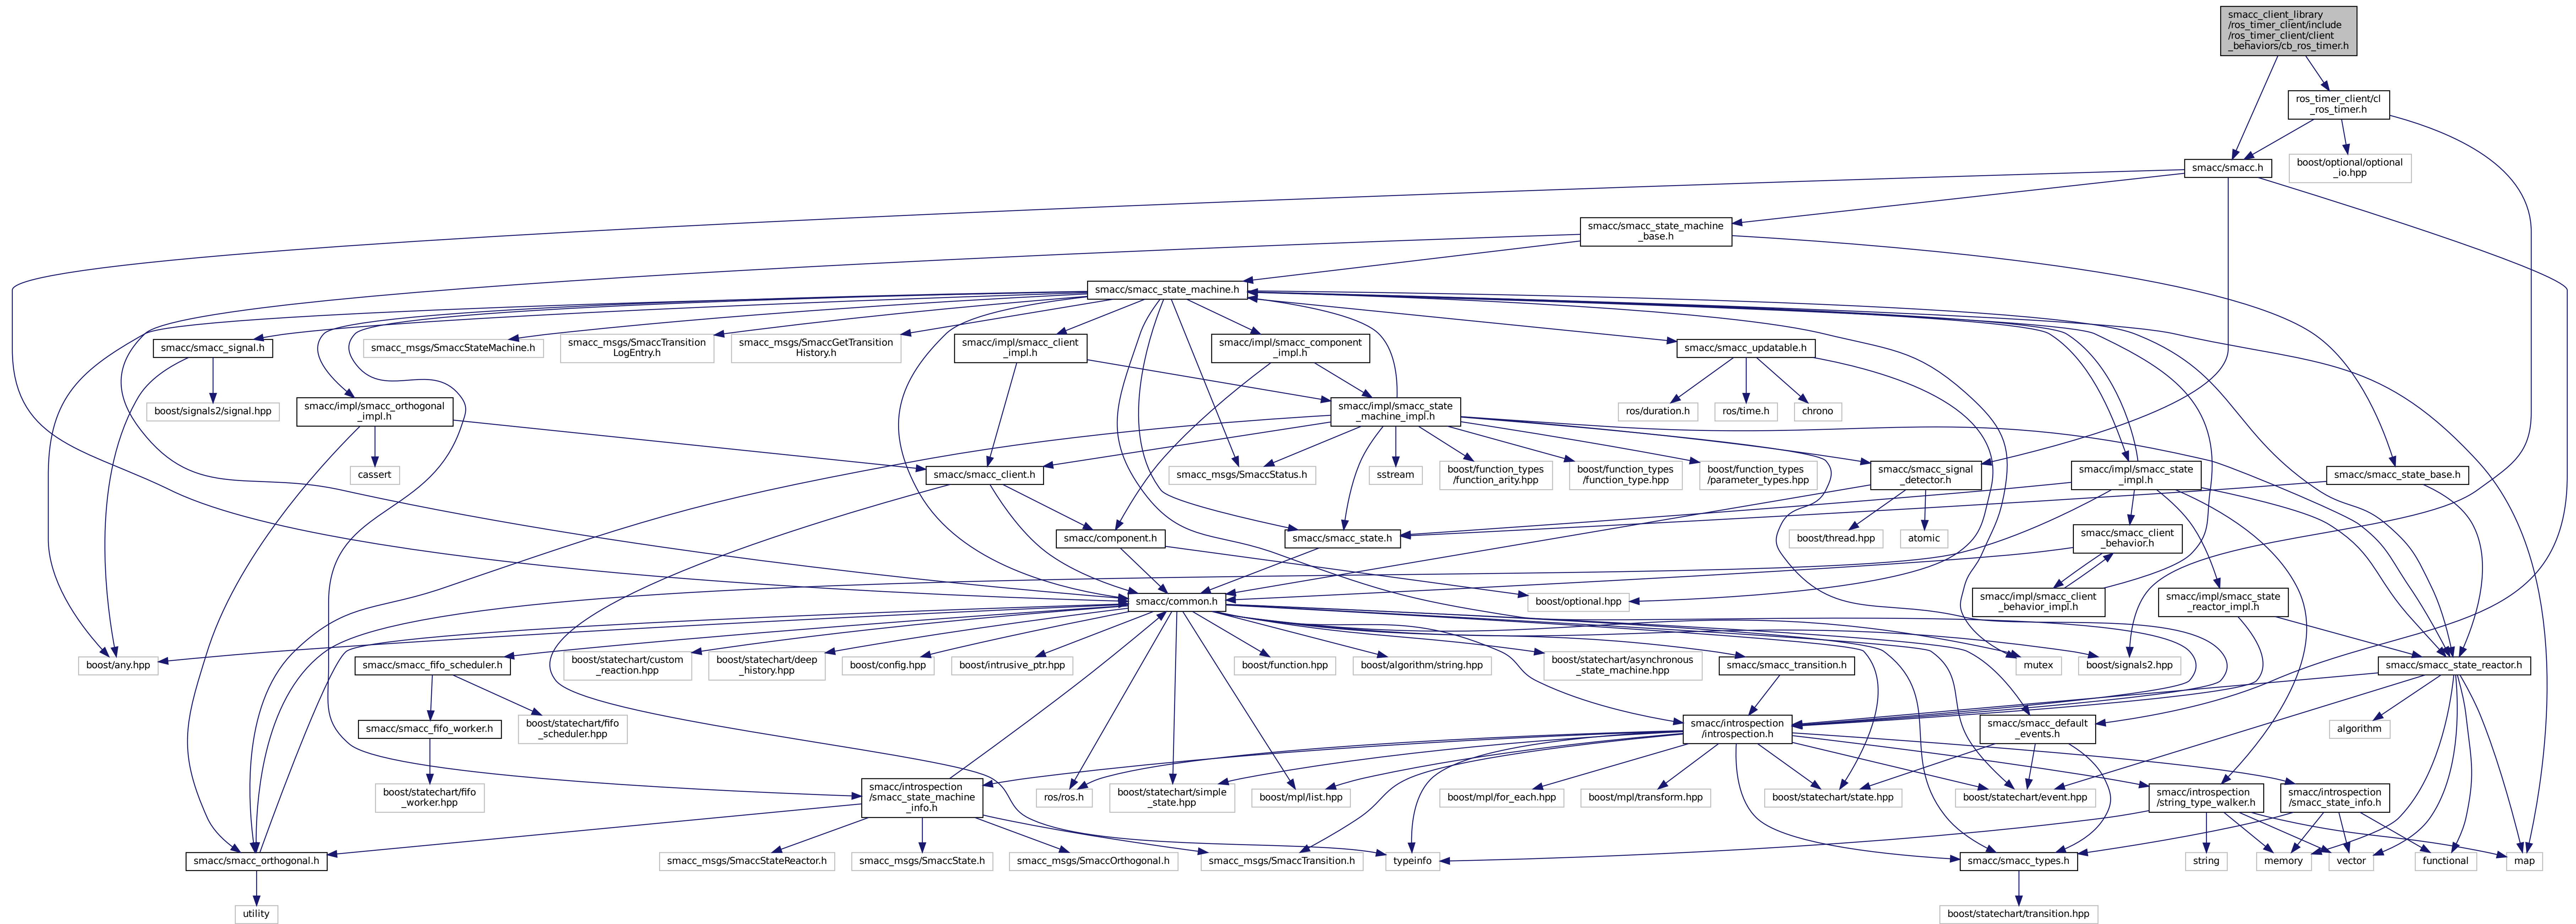 smacc_client_library
/ros_timer_client/include
/ros_timer_client/client
_behaviors/cb_ros_timer.h
ros_timer_client/cl
_ros_timer.h
smacc/smacc.h
boost/optional/optional
_io.hpp
smacc/smacc_state_machine
_base.h
smacc/smacc_state_machine.h
smacc/smacc_signal.h
smacc_msgs/SmaccStateMachine.h
smacc_msgs/SmaccTransition
LogEntry.h
smacc_msgs/SmaccGetTransition
History.h
smacc/impl/smacc_client
_impl.h
smacc/impl/smacc_component
_impl.h
smacc/smacc_updatable.h
boost/signals2/signal.hpp
smacc/impl/smacc_orthogonal
_impl.h
smacc/impl/smacc_state
_machine_impl.h
ros/duration.h
ros/time.h
chrono
cassert
smacc/smacc_client.h
smacc_msgs/SmaccStatus.h
sstream
boost/function_types
/function_arity.hpp
boost/function_types
/function_type.hpp
boost/function_types
/parameter_types.hpp
smacc/smacc_signal
_detector.h
smacc/impl/smacc_state
_impl.h
smacc/smacc_state_base.h
smacc/component.h
smacc/smacc_state.h
boost/thread.hpp
atomic
smacc/smacc_client
_behavior.h
smacc/common.h
boost/optional.hpp
smacc/impl/smacc_client
_behavior_impl.h
smacc/impl/smacc_state
_reactor_impl.h
boost/any.hpp
smacc/smacc_fifo_scheduler.h
boost/statechart/custom
_reaction.hpp
boost/statechart/deep
_history.hpp
boost/config.hpp
boost/intrusive_ptr.hpp
boost/function.hpp
boost/algorithm/string.hpp
boost/statechart/asynchronous
_state_machine.hpp
smacc/smacc_transition.h
mutex
boost/signals2.hpp
smacc/smacc_state_reactor.h
smacc/smacc_fifo_worker.h
boost/statechart/fifo
_scheduler.hpp
smacc/introspection
/introspection.h
smacc/smacc_default
_events.h
algorithm
boost/statechart/fifo
_worker.hpp
smacc/introspection
/smacc_state_machine
_info.h
ros/ros.h
boost/statechart/simple
_state.hpp
boost/mpl/list.hpp
boost/mpl/for_each.hpp
boost/mpl/transform.hpp
boost/statechart/state.hpp
boost/statechart/event.hpp
smacc/introspection
/string_type_walker.h
smacc/introspection
/smacc_state_info.h
smacc/smacc_orthogonal.h
smacc_msgs/SmaccStateReactor.h
smacc_msgs/SmaccState.h
smacc_msgs/SmaccOrthogonal.h
smacc_msgs/SmaccTransition.h
typeinfo
smacc/smacc_types.h
string
memory
vector
functional
map
utility
boost/statechart/transition.hpp